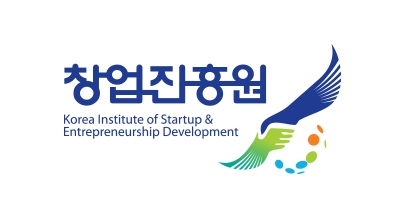 창업진흥원
Korea Institute of Startup &
Entrepreneurship Development